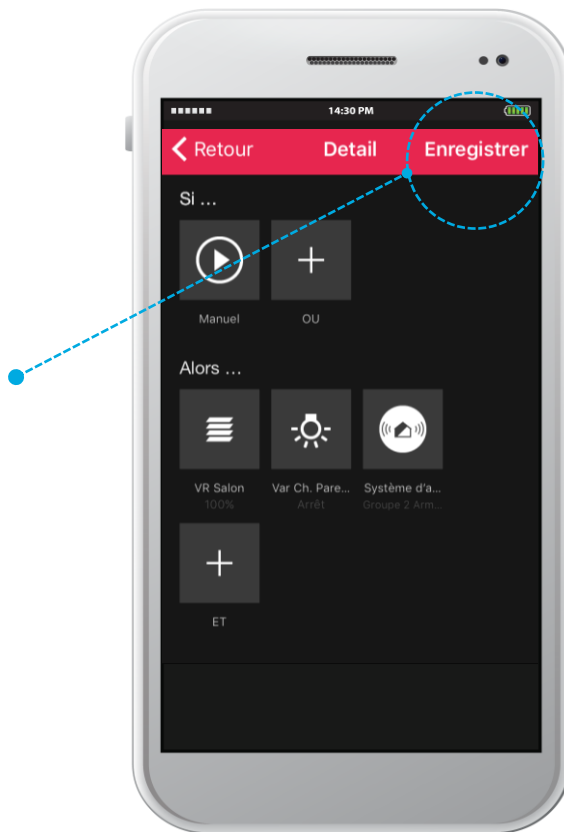 14:30 PM
Retour Detail Enregistrer
Si ...
Manuel OU
Alors ...
VR Salon Var Ch. Pare... Système d'a...
100% Arrêt Groupe 2 Arm...
ET